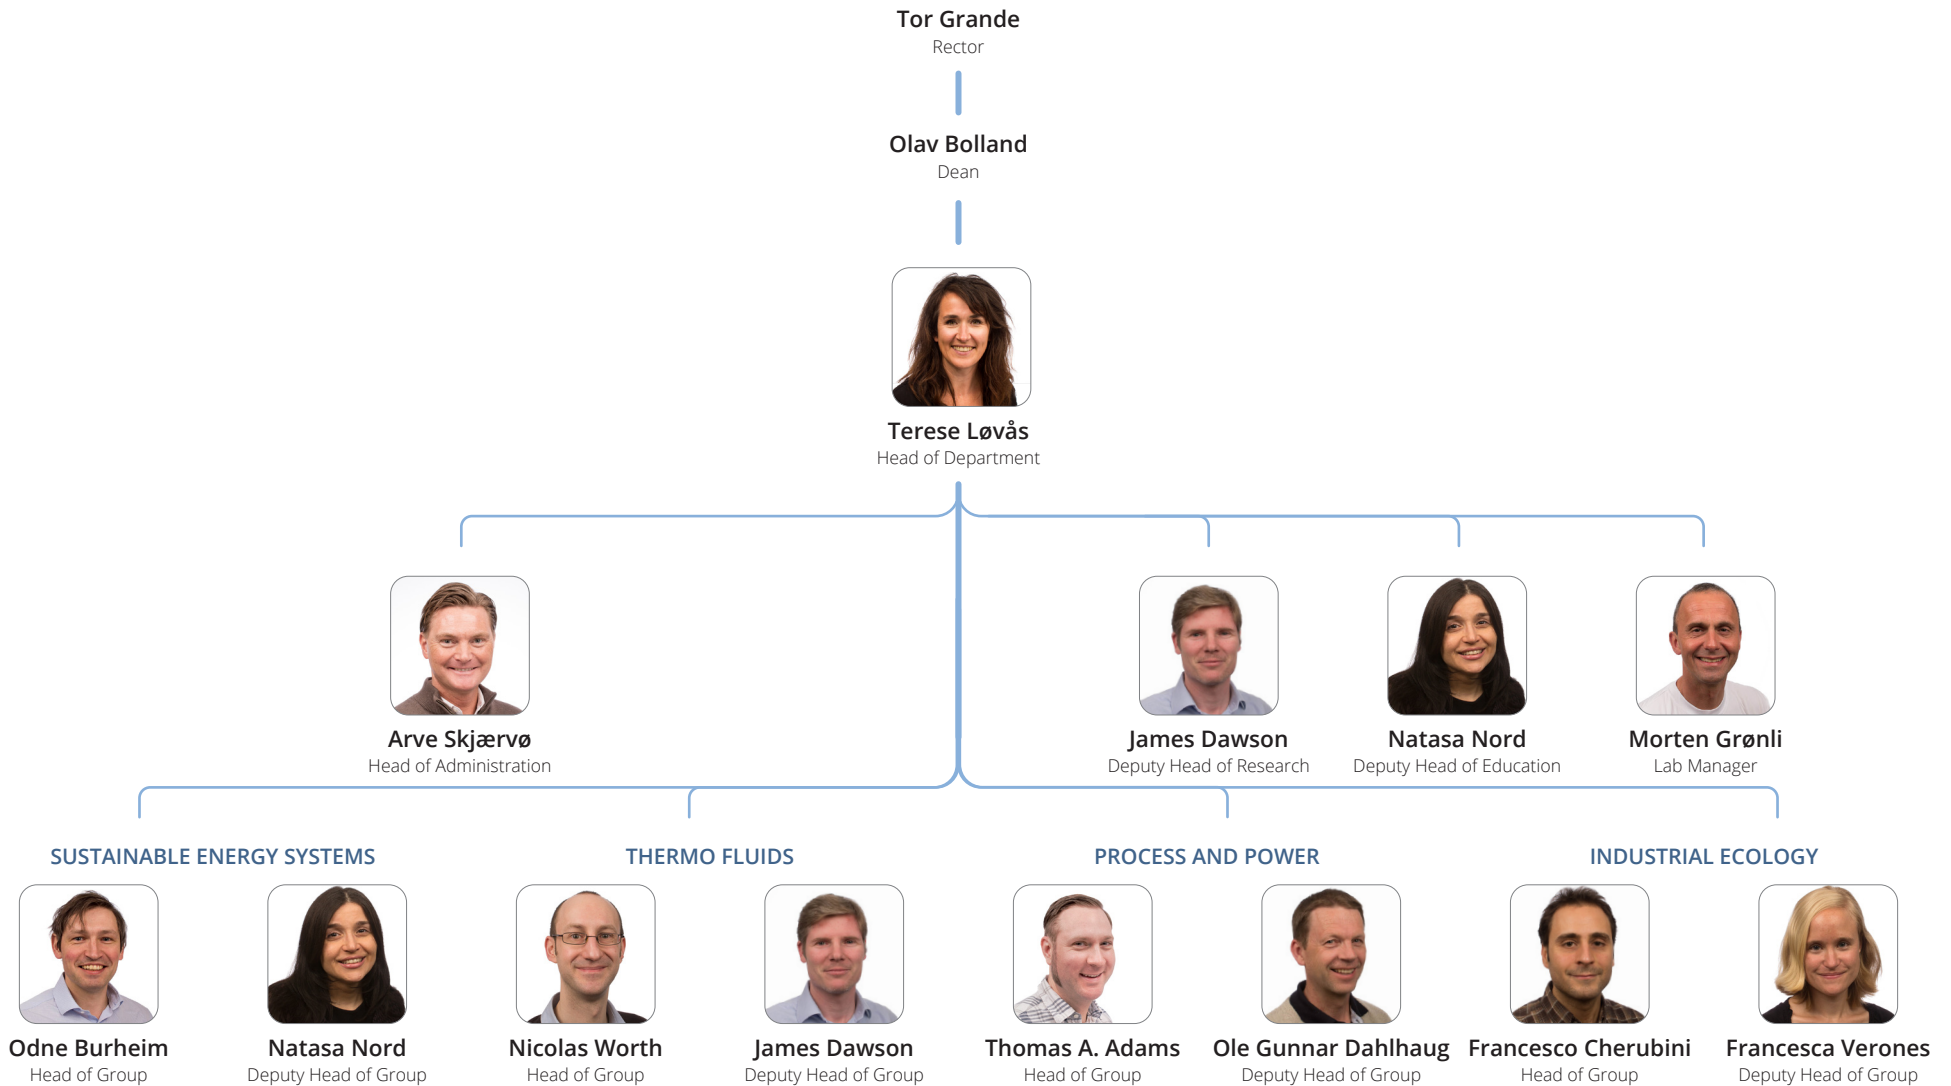 Tor Grande
Rector
Olav Bolland
Dean
Terese Løvås
Head of Department
Arve Skjærvø
Head of Administration
James Dawson
Deputy Head of Research
Natasa Nord
Deputy Head of Education
Morten Grønli
Lab Manager
SUSTAINABLE ENERGY SYSTEMS
THERMO FLUIDS
PROCESS AND POWER
INDUSTRIAL ECOLOGY
Odne Burheim
Head of Group
Natasa Nord
Deputy Head of Group
Nicolas Worth
Head of Group
James Dawson
Deputy Head of Group
Thomas A. Adams
Head of Group
Ole Gunnar Dahlhaug
Deputy Head of Group
Francesco Cherubini
Head of Group
Francesca Verones
Deputy Head of Group